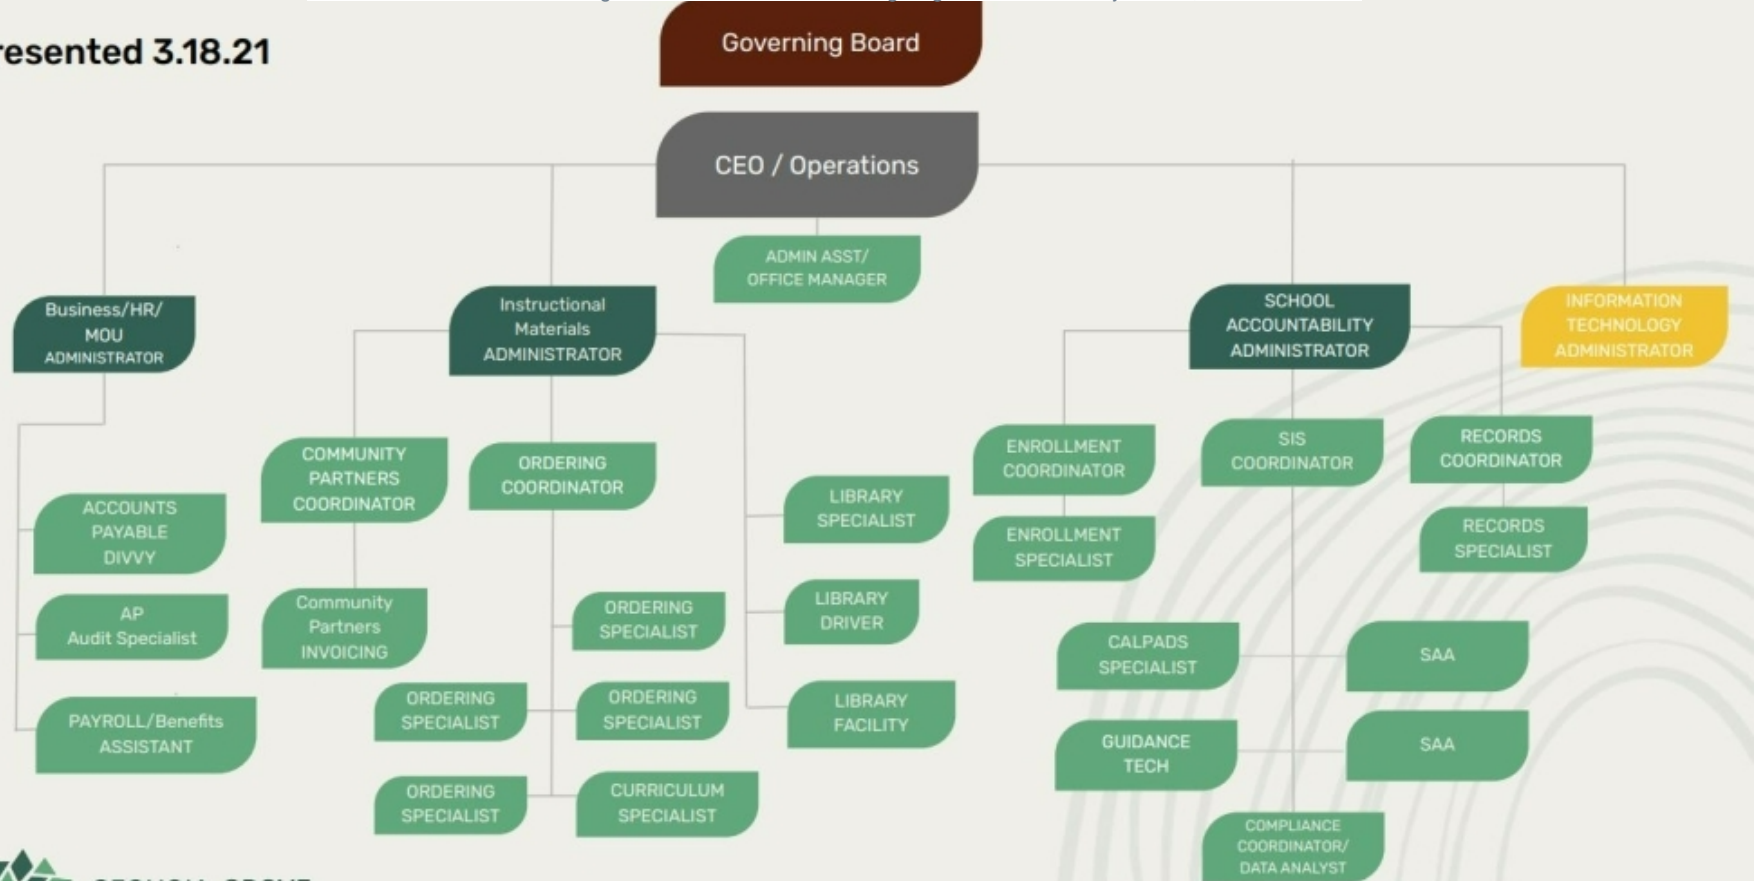 resented 3.18.21
Governing Board
CEO / Operations
ADMIN ASST/
OFFICE MANAGER
Business/HR/
MOU
ADMINISTRATOR
Instructional
Materials
ADMINISTRATOR
SCHOOL
ACCOUNTABILITY
ADMINISTRATOR
INFORMATION
TECHNOLOGY
ADMINISTRATOR
ACCOUNTS
PAYABLE
DIVVY
AP
Audit Specialist
PAYROLL/Benefits
ASSISTANT
COMMUNITY
PARTNERS
COORDINATOR
Community
Partners
INVOICING
ORDERING
COORDINATOR
ORDERING
SPECIALIST
ORDERING
SPECIALIST
ORDERING
SPECIALIST
ORDERING
SPECIALIST
CURRICULUM
SPECIALIST
LIBRARY
SPECIALIST
LIBRARY
DRIVER
LIBRARY
FACILITY
ENROLLMENT
COORDINATOR
ENROLLMENT
SPECIALIST
SIS
COORDINATOR
RECORDS
COORDINATOR
RECORDS
SPECIALIST
CALPADS
SPECIALIST
SAA
GUIDANCE
TECH
SAA
COMPLIANCE
COORDINATOR/
DATA ANALYST